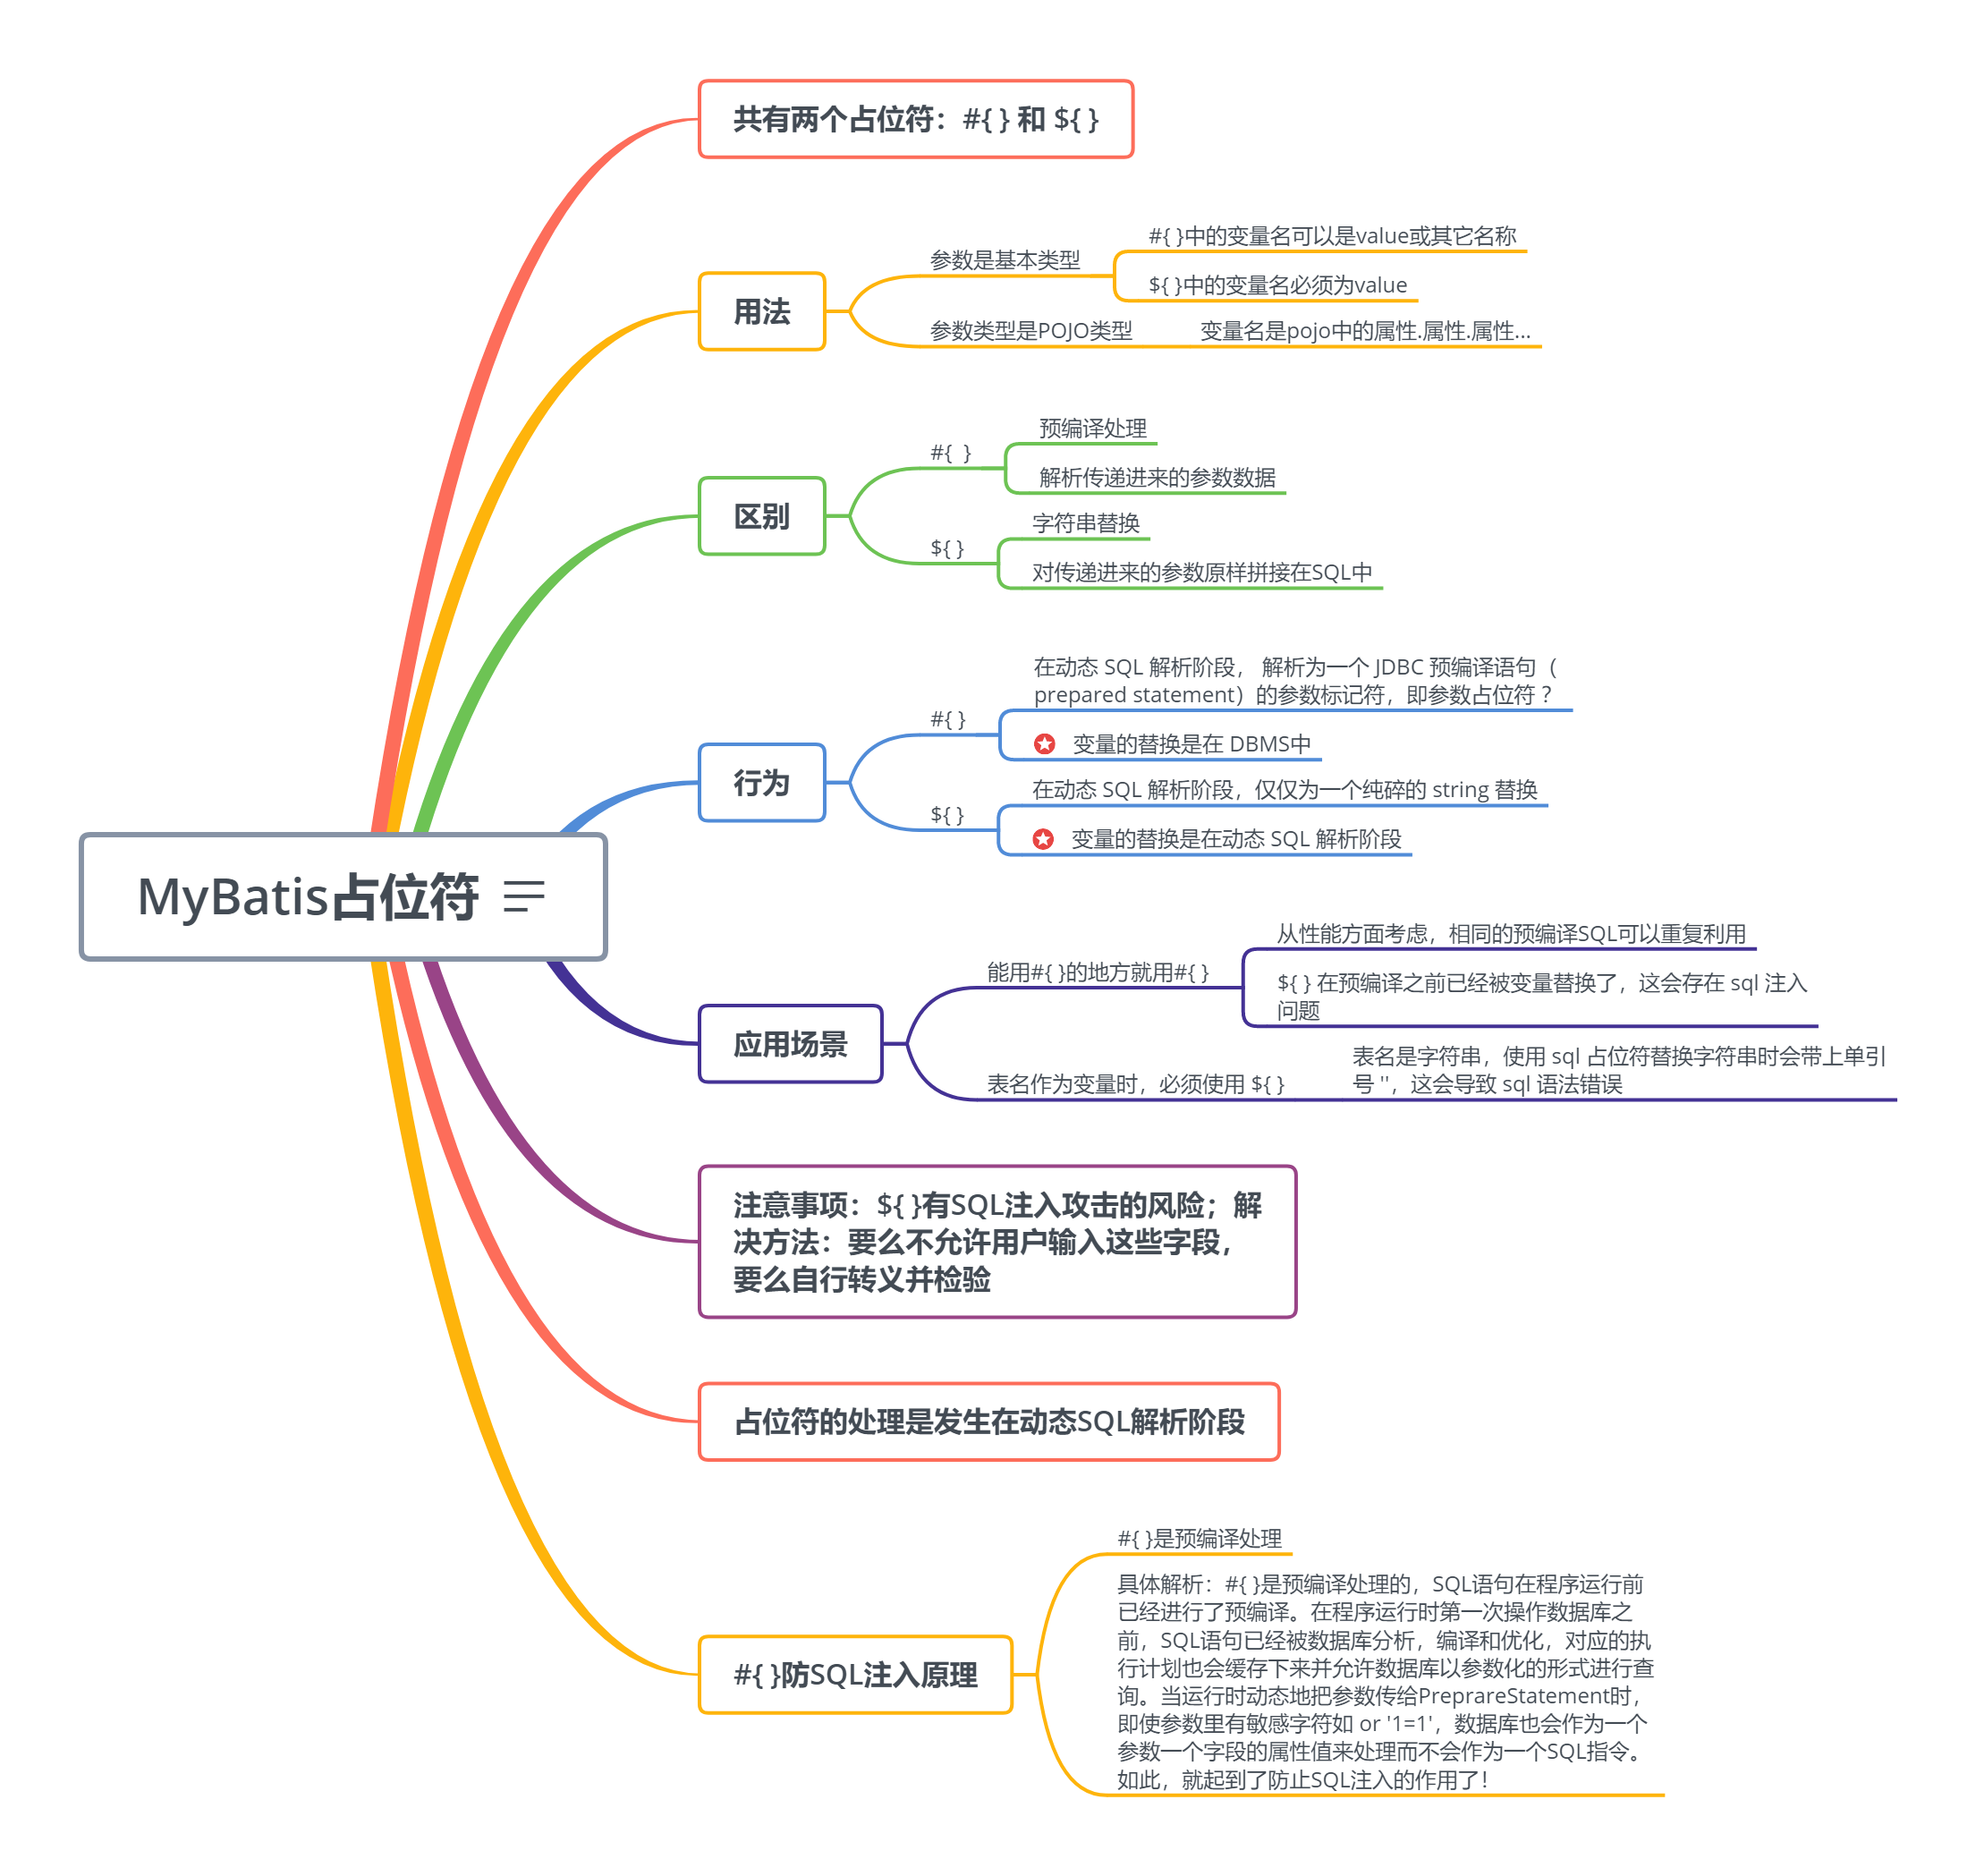 共有两个占位符：#{ } 和 ${ }
#{ }中的变量名可以是value或其它名称
参数是基本类型
${ }中的变量名必须为value
用法
参数类型是POJO类型
变量名是pojo中的属性.属性.属性...
预编译处理
#{  }
解析传递进来的参数数据
区别
字符串替换
${ }
对传递进来的参数原样拼接在SQL中
在动态 SQL 解析阶段， 解析为一个 JDBC 预编译语句（
prepared statement）的参数标记符，即参数占位符 ？
#{ }
变量的替换是在 DBMS中
行为
在动态 SQL 解析阶段，仅仅为一个纯碎的 string 替换
${ }
变量的替换是在动态 SQL 解析阶段
MyBatis占位符
从性能方面考虑，相同的预编译SQL可以重复利用
能用#{ }的地方就用#{ }
${ } 在预编译之前已经被变量替换了，这会存在 sql 注入
问题
应用场景
表名作为变量时，必须使用 ${ }
表名是字符串，使用 sql 占位符替换字符串时会带上单引
号 ''，这会导致 sql 语法错误
注意事项：${ }有SQL注入攻击的风险；解
决方法：要么不允许用户输入这些字段，
要么自行转义并检验
占位符的处理是发生在动态SQL解析阶段
#{ }是预编译处理
#{ }防SQL注入原理
具体解析：#{ }是预编译处理的，SQL语句在程序运行前
已经进行了预编译。在程序运行时第一次操作数据库之
前，SQL语句已经被数据库分析，编译和优化，对应的执
行计划也会缓存下来并允许数据库以参数化的形式进行查
询。当运行时动态地把参数传给PreprareStatement时，
即使参数里有敏感字符如 or '1=1'，数据库也会作为一个
参数一个字段的属性值来处理而不会作为一个SQL指令。
如此，就起到了防止SQL注入的作用了！